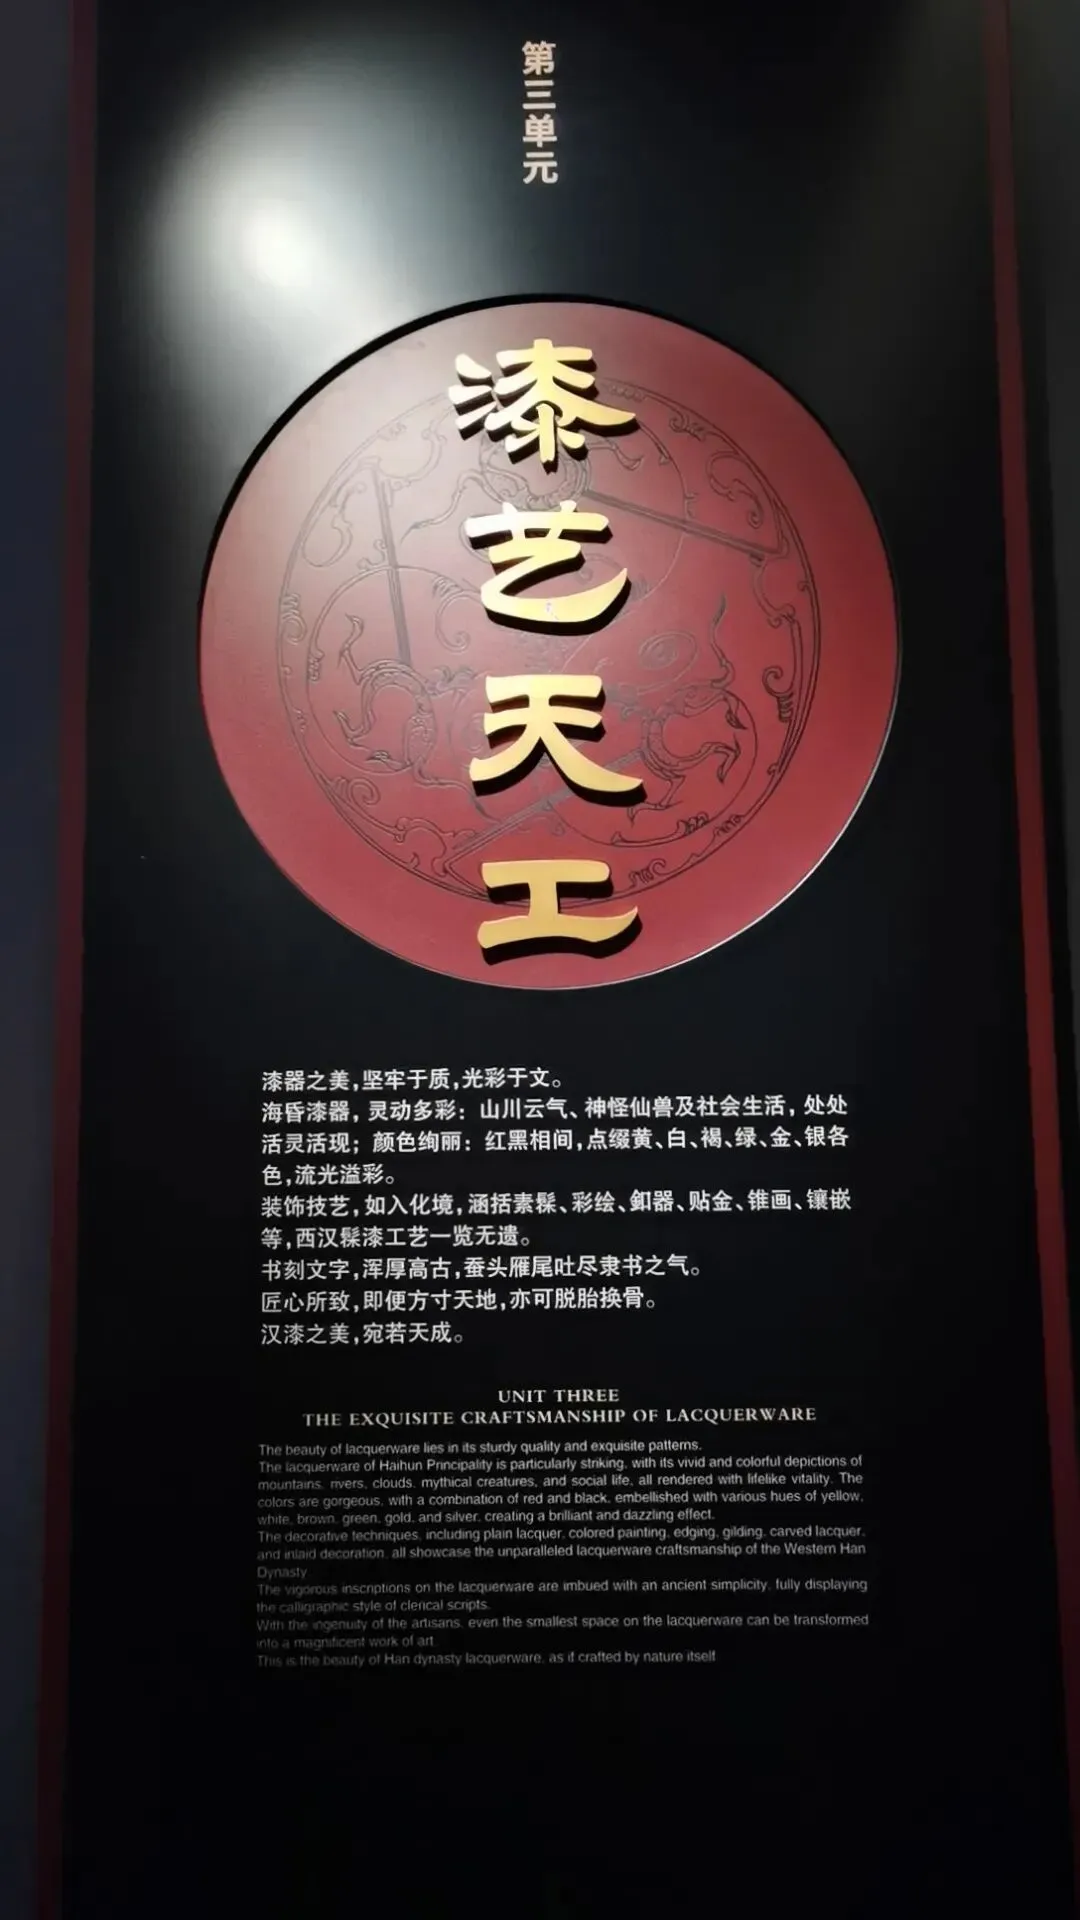 第三单元
漆艺天工
漆器之美,坚牢于质,光彩于文。
海昏漆器，灵动多彩：山川云气、神怪仙兽及社会生活，处处
活灵活现；颜色绚丽：红黑相间,点缀黄、白、褐、绿、金、银各
色,流光溢彩。
装饰技艺，如入化境,涵括素髹、彩绘、釦器、贴金、锥画、镶嵌
等,西汉髹漆工艺一览无遗。
书刻文字,浑厚高古,蚕头雁尾吐尽隶书之气。
匠心所致,即便方寸天地,亦可脱胎换骨。
汉漆之美,宛若天成。
UNIT THREE
THE EXQUISITE CRAFTSMANSHIP OF LACQUERWARE
The beauty of lacquerware lies in its sturdy quality and exquisite patterns.
The lacquerware of Haihun Principality is particularly striking, with its vivid and colorful depictions of
mountains, rivers, clouds, mythical creatures, and social life, all rendered with lifelike vitality. The
colors are gorgeous, with a combination of red and black, embellished with various hues of yellow,
white, brown, green, gold, and silver, creating a brilliant and dazzling effect.
The decorative techniques, including plain lacquer, colored painting, edging, gilding, carved lacquer,
and inlaid decoration, all showcase the unparalleled lacquerware craftsmanship of the Western Han
Dynasty.
The vigorous inscriptions on the lacquerware are imbued with an ancient simplicity, fully displaying
the calligraphic style of clerical scripts.
With the ingenuity of the artisans, even the smallest space on the lacquerware can be transformed
into a magnificent work of art.
This is the beauty of Han dynasty lacquerware, as if crafted by nature itself